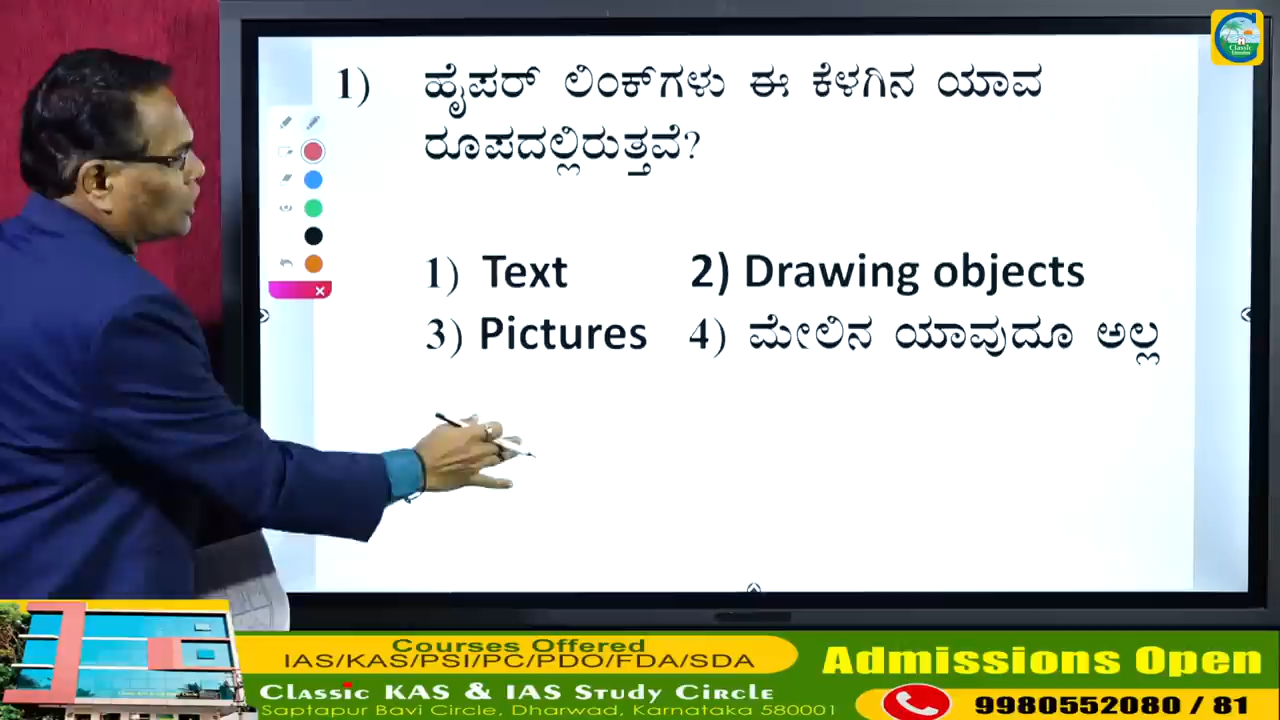 Classic
Education
1) ಹೈಪರ್ ಲಿಂಕ್‌ಗಳು ಈ ಕೆಳಗಿನ ಯಾವ
ರೂಪದಲ್ಲಿರುತ್ತವೆ?
1) Text 2) Drawing objects
3) Pictures 4) ಮೇಲಿನ ಯಾವುದೂ ಅಲ್ಲ
Courses Offered
IAS/KAS/PSI/PC/PDO/FDA/SDA
Classic KAS & IAS Study Circle
Saptapur Bavi Circle, Dharwad, Karnataka 580001
Admissions Open
9980552080 / 81